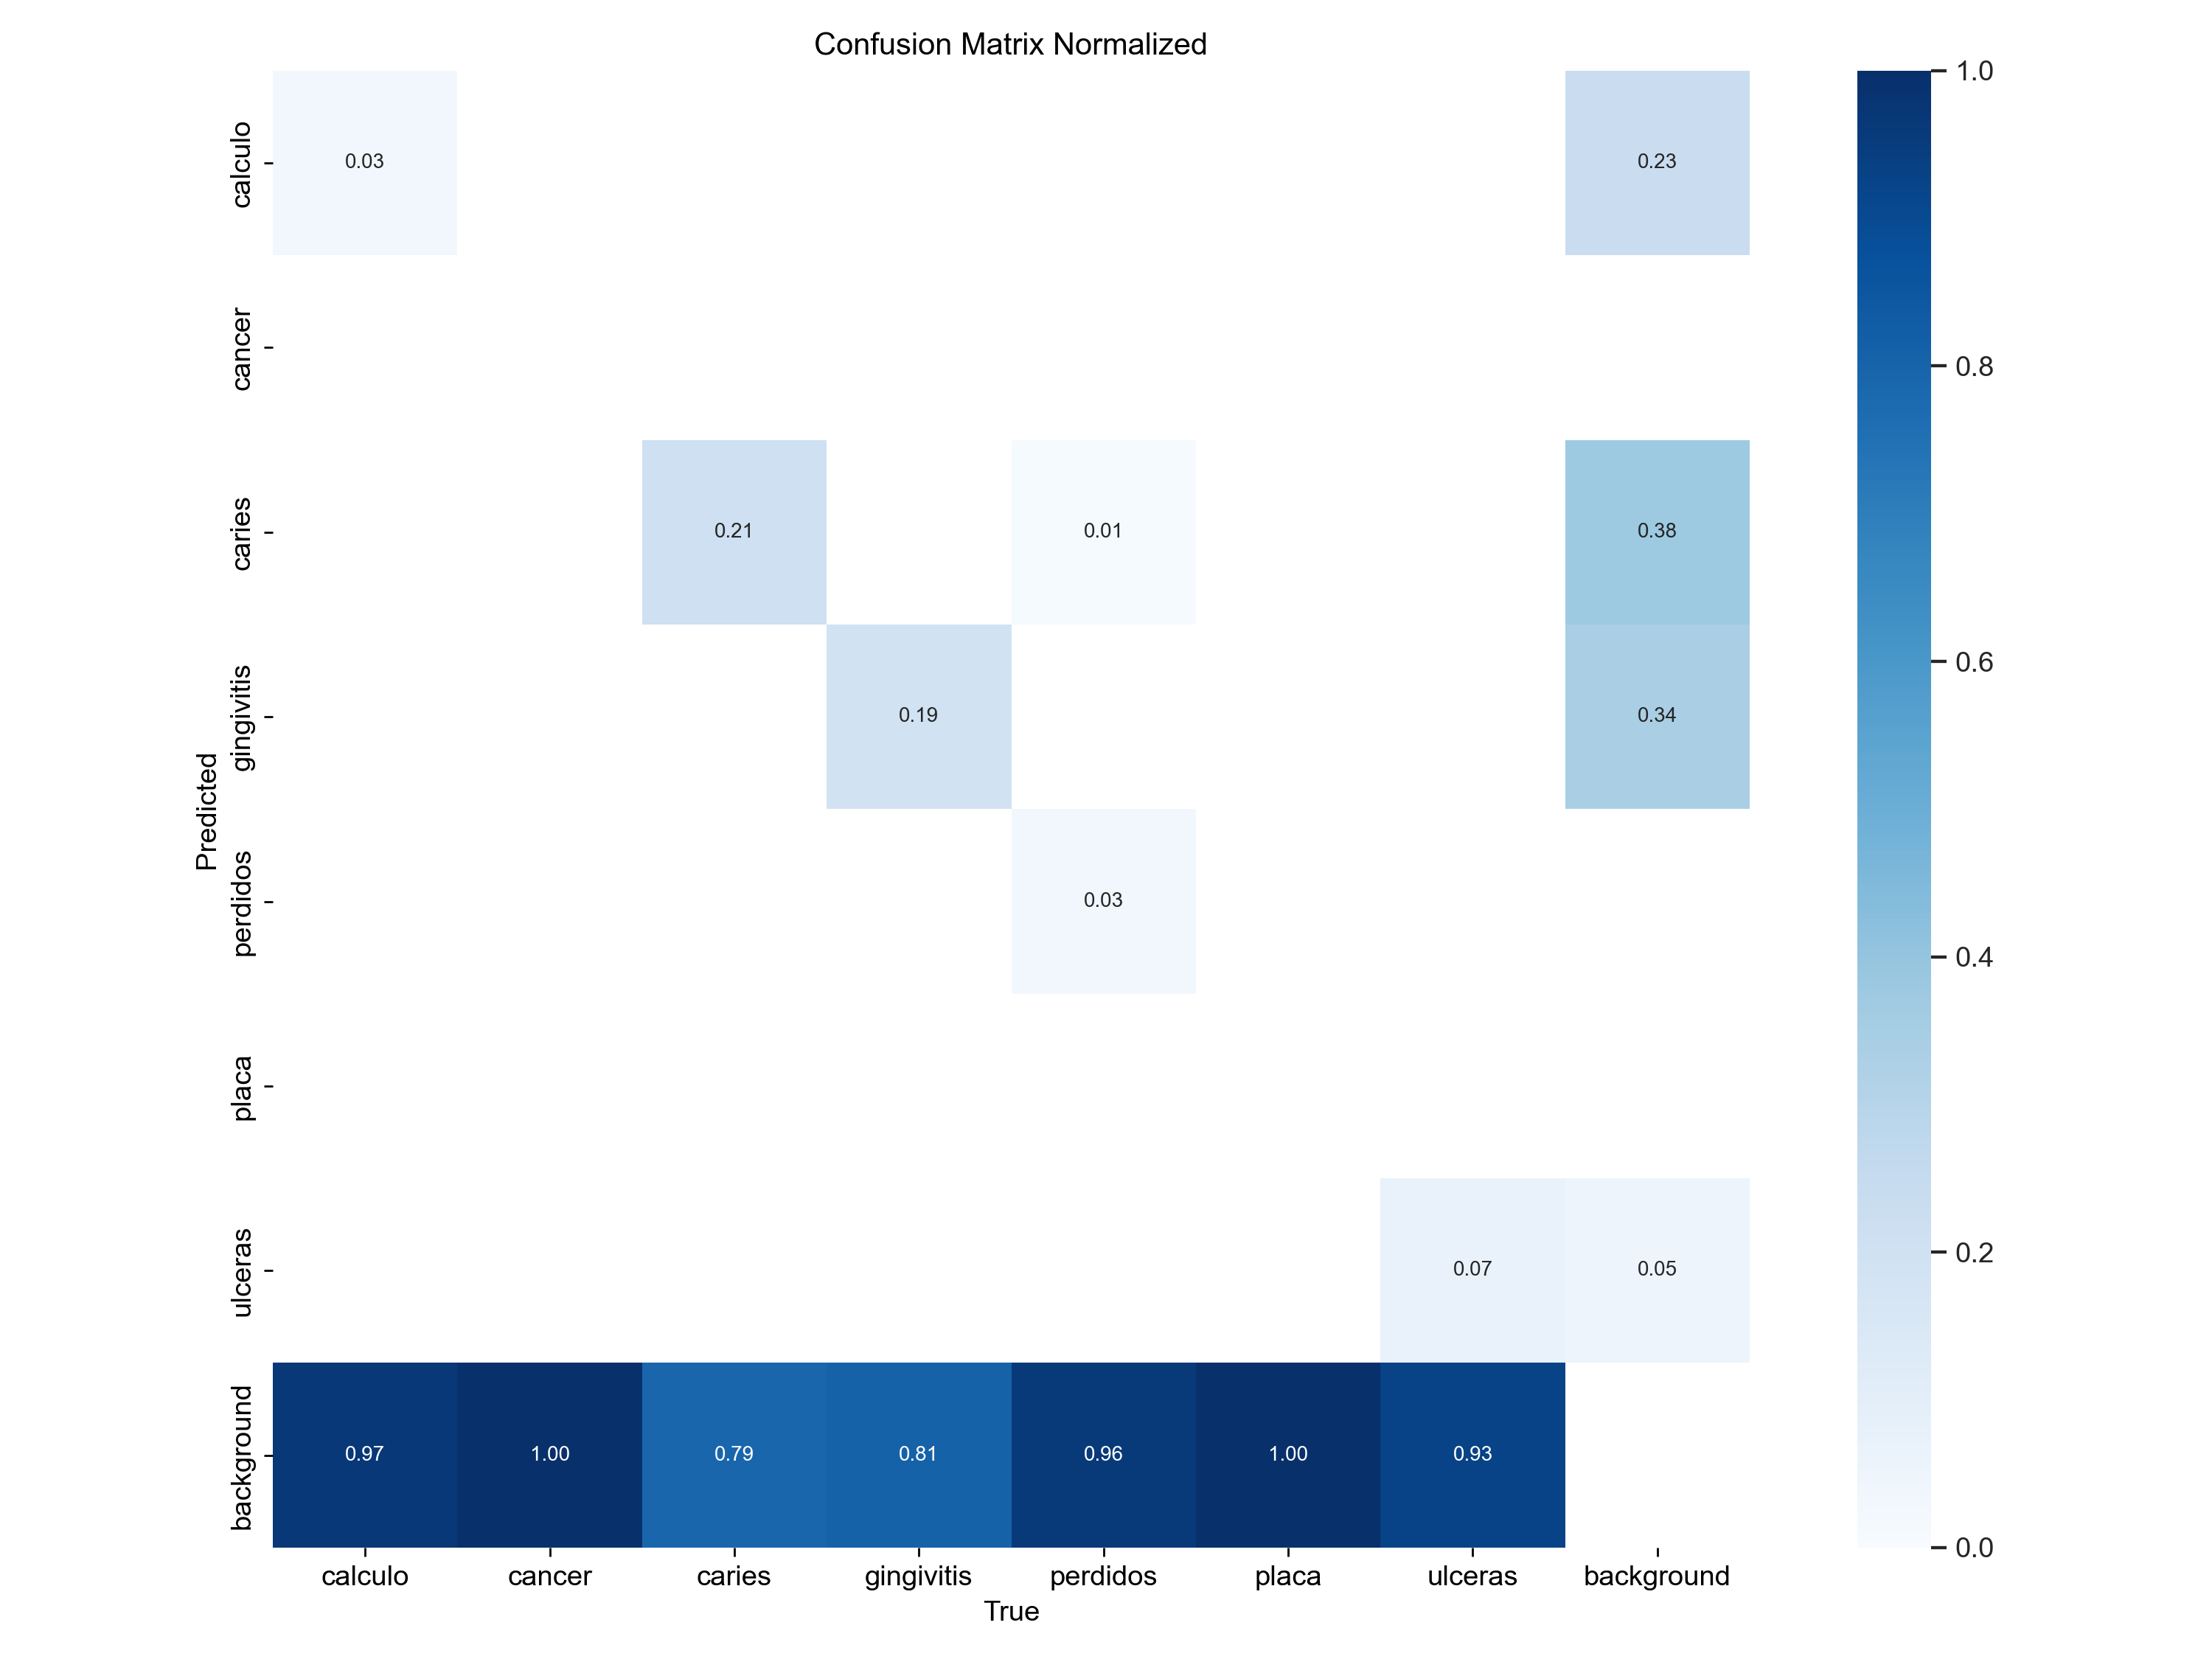 Confusion Matrix Normalized
calculo
0.03
0.23
cancer
caries
0.21
0.01
0.38
gingivitis
0.19
0.34
perdidos
0.03
placa
ulceras
0.07
0.05
background
0.97
1.00
0.79
0.81
0.96
1.00
0.93
Predicted
calculo
cancer
caries
gingivitis
perdidos
placa
ulceras
background
True
1.0
0.8
0.6
0.4
0.2
0.0